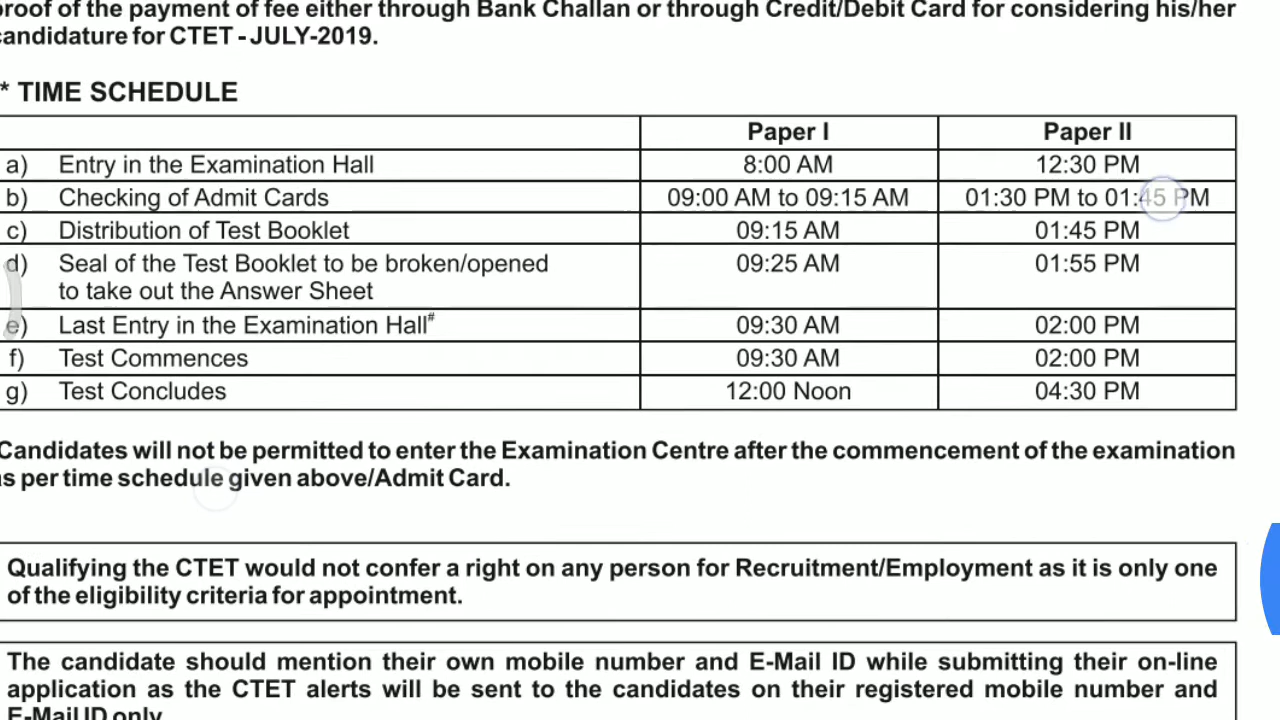 proof of the payment of fee either through Bank Challan or through Credit/Debit Card for considering his/her
candidature for CTET - JULY-2019.
* TIME SCHEDULE
Paper I Paper II
a) Entry in the Examination Hall 8:00 AM 12:30 PM
b) Checking of Admit Cards 09:00 AM to 09:15 AM 01:30 PM to 01:45 PM
c) Distribution of Test Booklet 09:15 AM 01:45 PM
d) Seal of the Test Booklet to be broken/opened 09:25 AM 01:55 PM
to take out the Answer Sheet
e) Last Entry in the Examination Hall# 09:30 AM 02:00 PM
f) Test Commences 09:30 AM 02:00 PM
g) Test Concludes 12:00 Noon 04:30 PM
Candidates will not be permitted to enter the Examination Centre after the commencement of the examination
as per time schedule given above/Admit Card.
Qualifying the CTET would not confer a right on any person for Recruitment/Employment as it is only one
of the eligibility criteria for appointment.
The candidate should mention their own mobile number and E-Mail ID while submitting their on-line
application as the CTET alerts will be sent to the candidates on their registered mobile number and
E-Mail ID only.